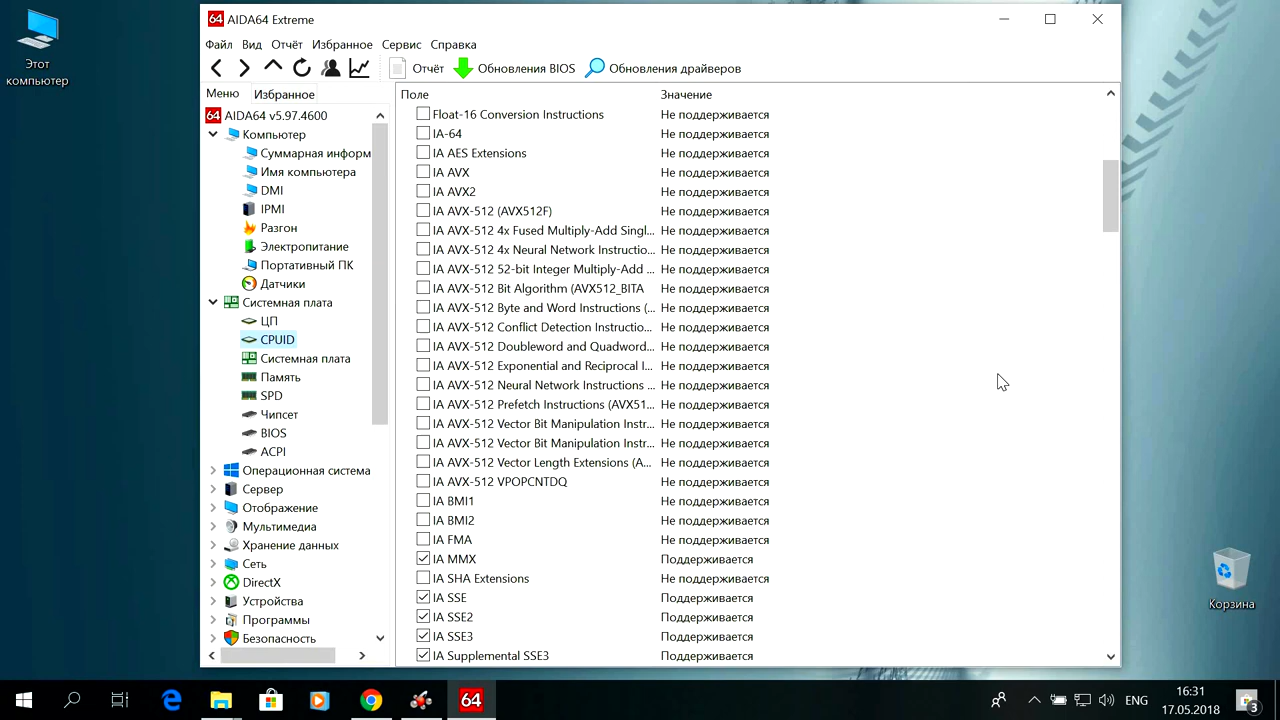 Этот
компьютер
64 AIDA64 Extreme
Файл Вид Отчёт Избранное Сервис Справка
Отчёт Обновления BIOS Обновления драйверов
Меню Избранное
64 AIDA64 v5.97.4600
Компьютер
Суммарная информ
Имя компьютера
DMI
IPMI
Разгон
Электропитание
Портативный ПК
Датчики
Системная плата
ЦП
CPUID
Системная плата
Память
SPD
Чипсет
BIOS
ACPI
Операционная система
Сервер
Отображение
Мультимедиа
Хранение данных
Сеть
DirectX
Устройства
Программы
Безопасность
Поле Значение
Float-16 Conversion Instructions Не поддерживается
IA-64 Не поддерживается
IA AES Extensions Не поддерживается
IA AVX Не поддерживается
IA AVX2 Не поддерживается
IA AVX-512 (AVX512F) Не поддерживается
IA AVX-512 4x Fused Multiply-Add Singl... Не поддерживается
IA AVX-512 4x Neural Network Instructio... Не поддерживается
IA AVX-512 52-bit Integer Multiply-Add ... Не поддерживается
IA AVX-512 Bit Algorithm (AVX512_BITA Не поддерживается
IA AVX-512 Byte and Word Instructions (... Не поддерживается
IA AVX-512 Conflict Detection Instructio... Не поддерживается
IA AVX-512 Doubleword and Quadword... Не поддерживается
IA AVX-512 Exponential and Reciprocal I... Не поддерживается
IA AVX-512 Neural Network Instructions ... Не поддерживается
IA AVX-512 Prefetch Instructions (AVX51... Не поддерживается
IA AVX-512 Vector Bit Manipulation Instr... Не поддерживается
IA AVX-512 Vector Bit Manipulation Instr... Не поддерживается
IA AVX-512 Vector Length Extensions (A... Не поддерживается
IA AVX-512 VPOPCNTDQ Не поддерживается
IA BMI1 Не поддерживается
IA BMI2 Не поддерживается
IA FMA Не поддерживается
IA MMX Поддерживается
IA SHA Extensions Не поддерживается
IA SSE Поддерживается
IA SSE2 Поддерживается
IA SSE3 Поддерживается
IA Supplemental SSE3 Поддерживается
Корзина
64
ENG
16:31
17.05.2018
3